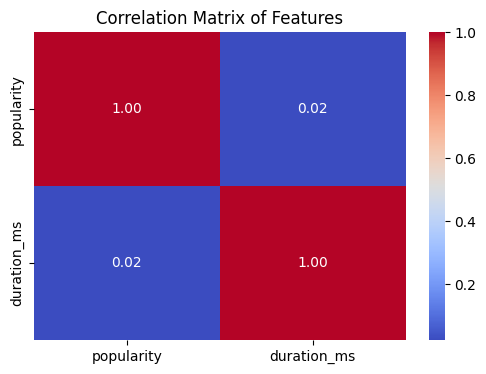 Correlation Matrix of Features
popularity
1.00
0.02
duration_ms
0.02
1.00
popularity
duration_ms
1.0
0.8
0.6
0.4
0.2